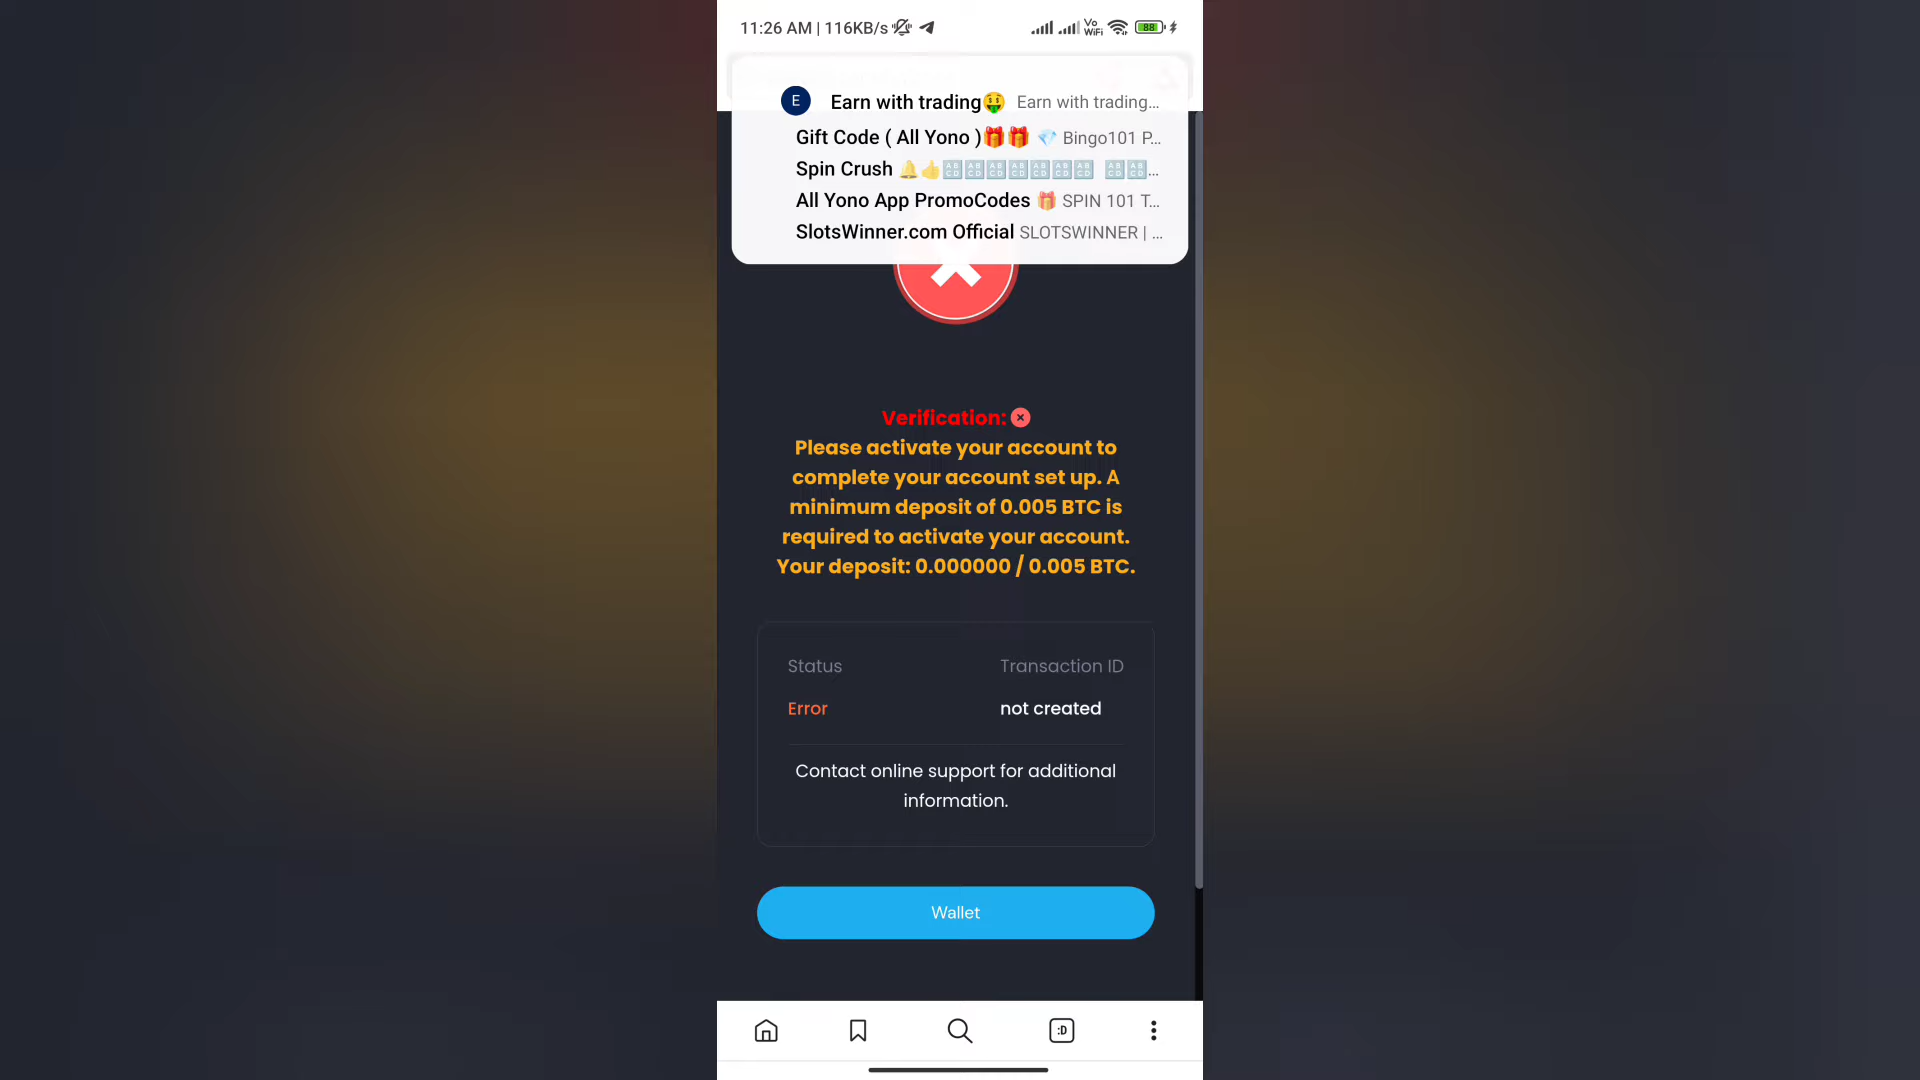 11:26 AM | 116KB/s
Vo
WiFi
88
E
Earn with trading🤑 Earn with trading...
Gift Code ( All Yono )🎁🎁 💎 Bingo101 P...
Spin Crush 🔔👍🔠🔠🔠🔠🔠🔠🔠 🔠🔠...
All Yono App PromoCodes 🎁 SPIN 101 T...
SlotsWinner.com Official SLOTSWINNER | ...
Verification:
Please activate your account to
complete your account set up. A
minimum deposit of 0.005 BTC is
required to activate your account.
Your deposit: 0.000000 / 0.005 BTC.
Status Transaction ID
Error not created
Contact online support for additional
information.
Wallet
:D